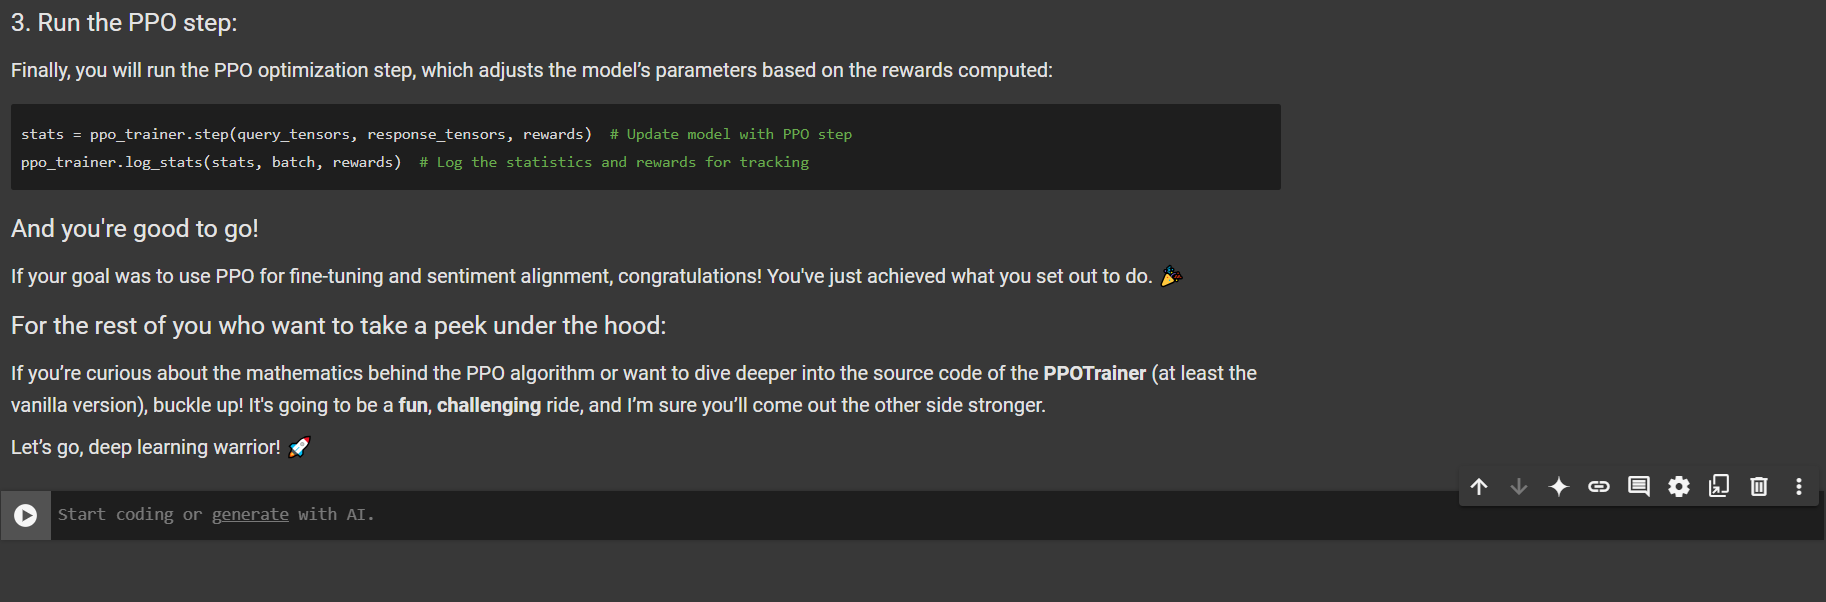 3. Run the PPO step:
Finally, you will run the PPO optimization step, which adjusts the model’s parameters based on the rewards computed:
stats = ppo_trainer.step(query_tensors, response_tensors, rewards)  # Update model with PPO step
ppo_trainer.log_stats(stats, batch, rewards)  # Log the statistics and rewards for tracking
And you're good to go!
If your goal was to use PPO for fine-tuning and sentiment alignment, congratulations! You've just achieved what you set out to do. 🎉
For the rest of you who want to take a peek under the hood:
If you’re curious about the mathematics behind the PPO algorithm or want to dive deeper into the source code of the PPOTrainer (at least the
vanilla version), buckle up! It's going to be a fun, challenging ride, and I’m sure you’ll come out the other side stronger.
Let’s go, deep learning warrior! 🚀
Start coding or generate with AI.